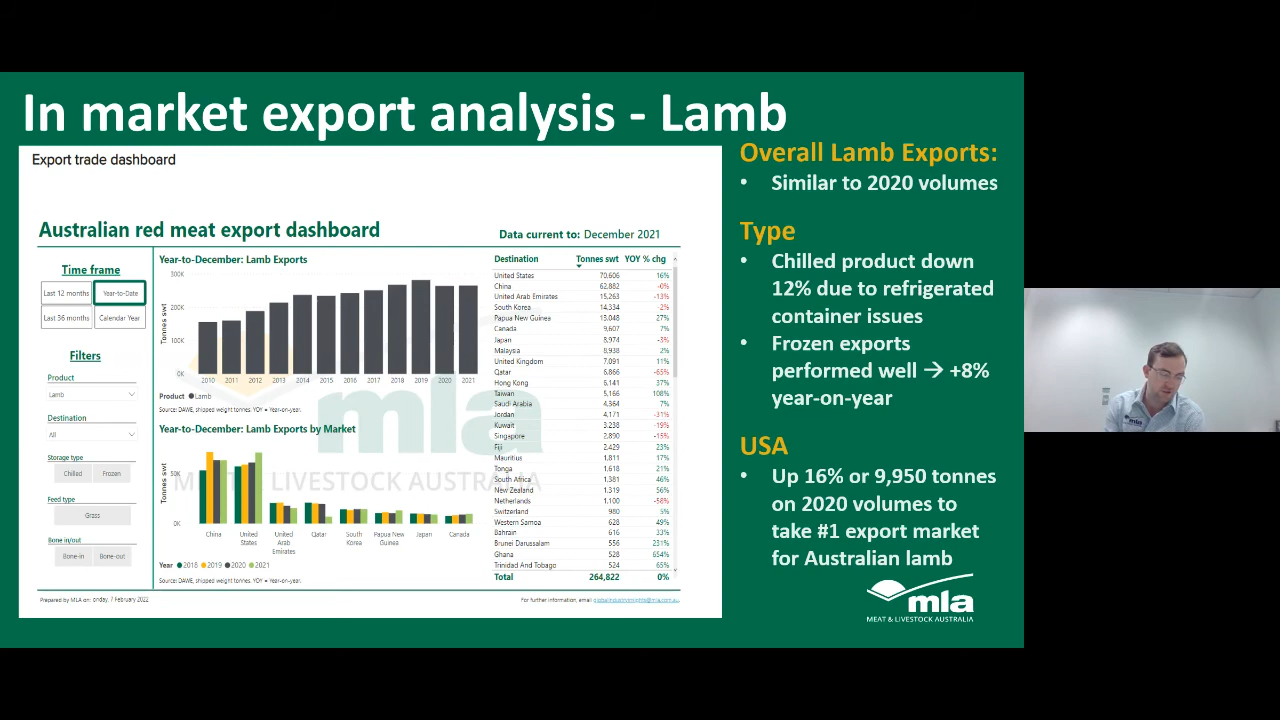 In market export analysis - Lamb
Export trade dashboard
Australian red meat export dashboard
Data current to: December 2021
Time frame
Last 12 months
Year-to-Date
Last 36 months
Calendar Year
Filters
Product
Lamb
Destination
All
Storage type
Chilled
Frozen
Feed type
Grass
Bone in/out
Bone-in
Bone-out
Year-to-December: Lamb Exports
Tonnes swt
300K
200K
100K
0K
2010 2011 2012 2013 2014 2015 2016 2017 2018 2019 2020 2021
Product Lamb
Source: DAWE, shipped weight tonnes. YOY = Year-on-year.
Year-to-December: Lamb Exports by Market
Tonnes swt
50K
0K
China
United States
United Arab Emirates
Qatar
South Korea
Papua New Guinea
Japan
Canada
Year 2018 2019 2020 2021
Source: DAWE, shipped weight tonnes. YOY = Year-on-year.
mla
MEAT & LIVESTOCK AUSTRALIA
Destination Tonnes swt YOY % chg
United States 70,606 16%
China 62,882 -0%
United Arab Emirates 15,263 -13%
South Korea 14,334 -2%
Papua New Guinea 13,048 27%
Canada 9,607 7%
Japan 8,974 -3%
Malaysia 8,938 2%
United Kingdom 7,091 11%
Qatar 6,866 -65%
Hong Kong 6,141 37%
Taiwan 5,166 108%
Saudi Arabia 4,364 7%
Jordan 4,171 -31%
Kuwait 3,238 -19%
Singapore 2,890 -15%
Fiji 2,429 23%
Mauritius 1,811 17%
Tonga 1,618 21%
South Africa 1,381 46%
New Zealand 1,319 56%
Netherlands 1,100 -58%
Switzerland 980 5%
Western Samoa 628 49%
Bahrain 616 33%
Brunei Darussalam 556 231%
Ghana 528 654%
Trinidad And Tobago 524 65%
Total 264,822 0%
Prepared by MLA on: onday, 7 February 2022
For further information, email
Overall Lamb Exports:
• Similar to 2020 volumes
Type
• Chilled product down
12% due to refrigerated
container issues
• Frozen exports
performed well → +8%
year-on-year
USA
• Up 16% or 9,950 tonnes
on 2020 volumes to
take #1 export market
for Australian lamb
mla
MEAT & LIVESTOCK AUSTRALIA
mla